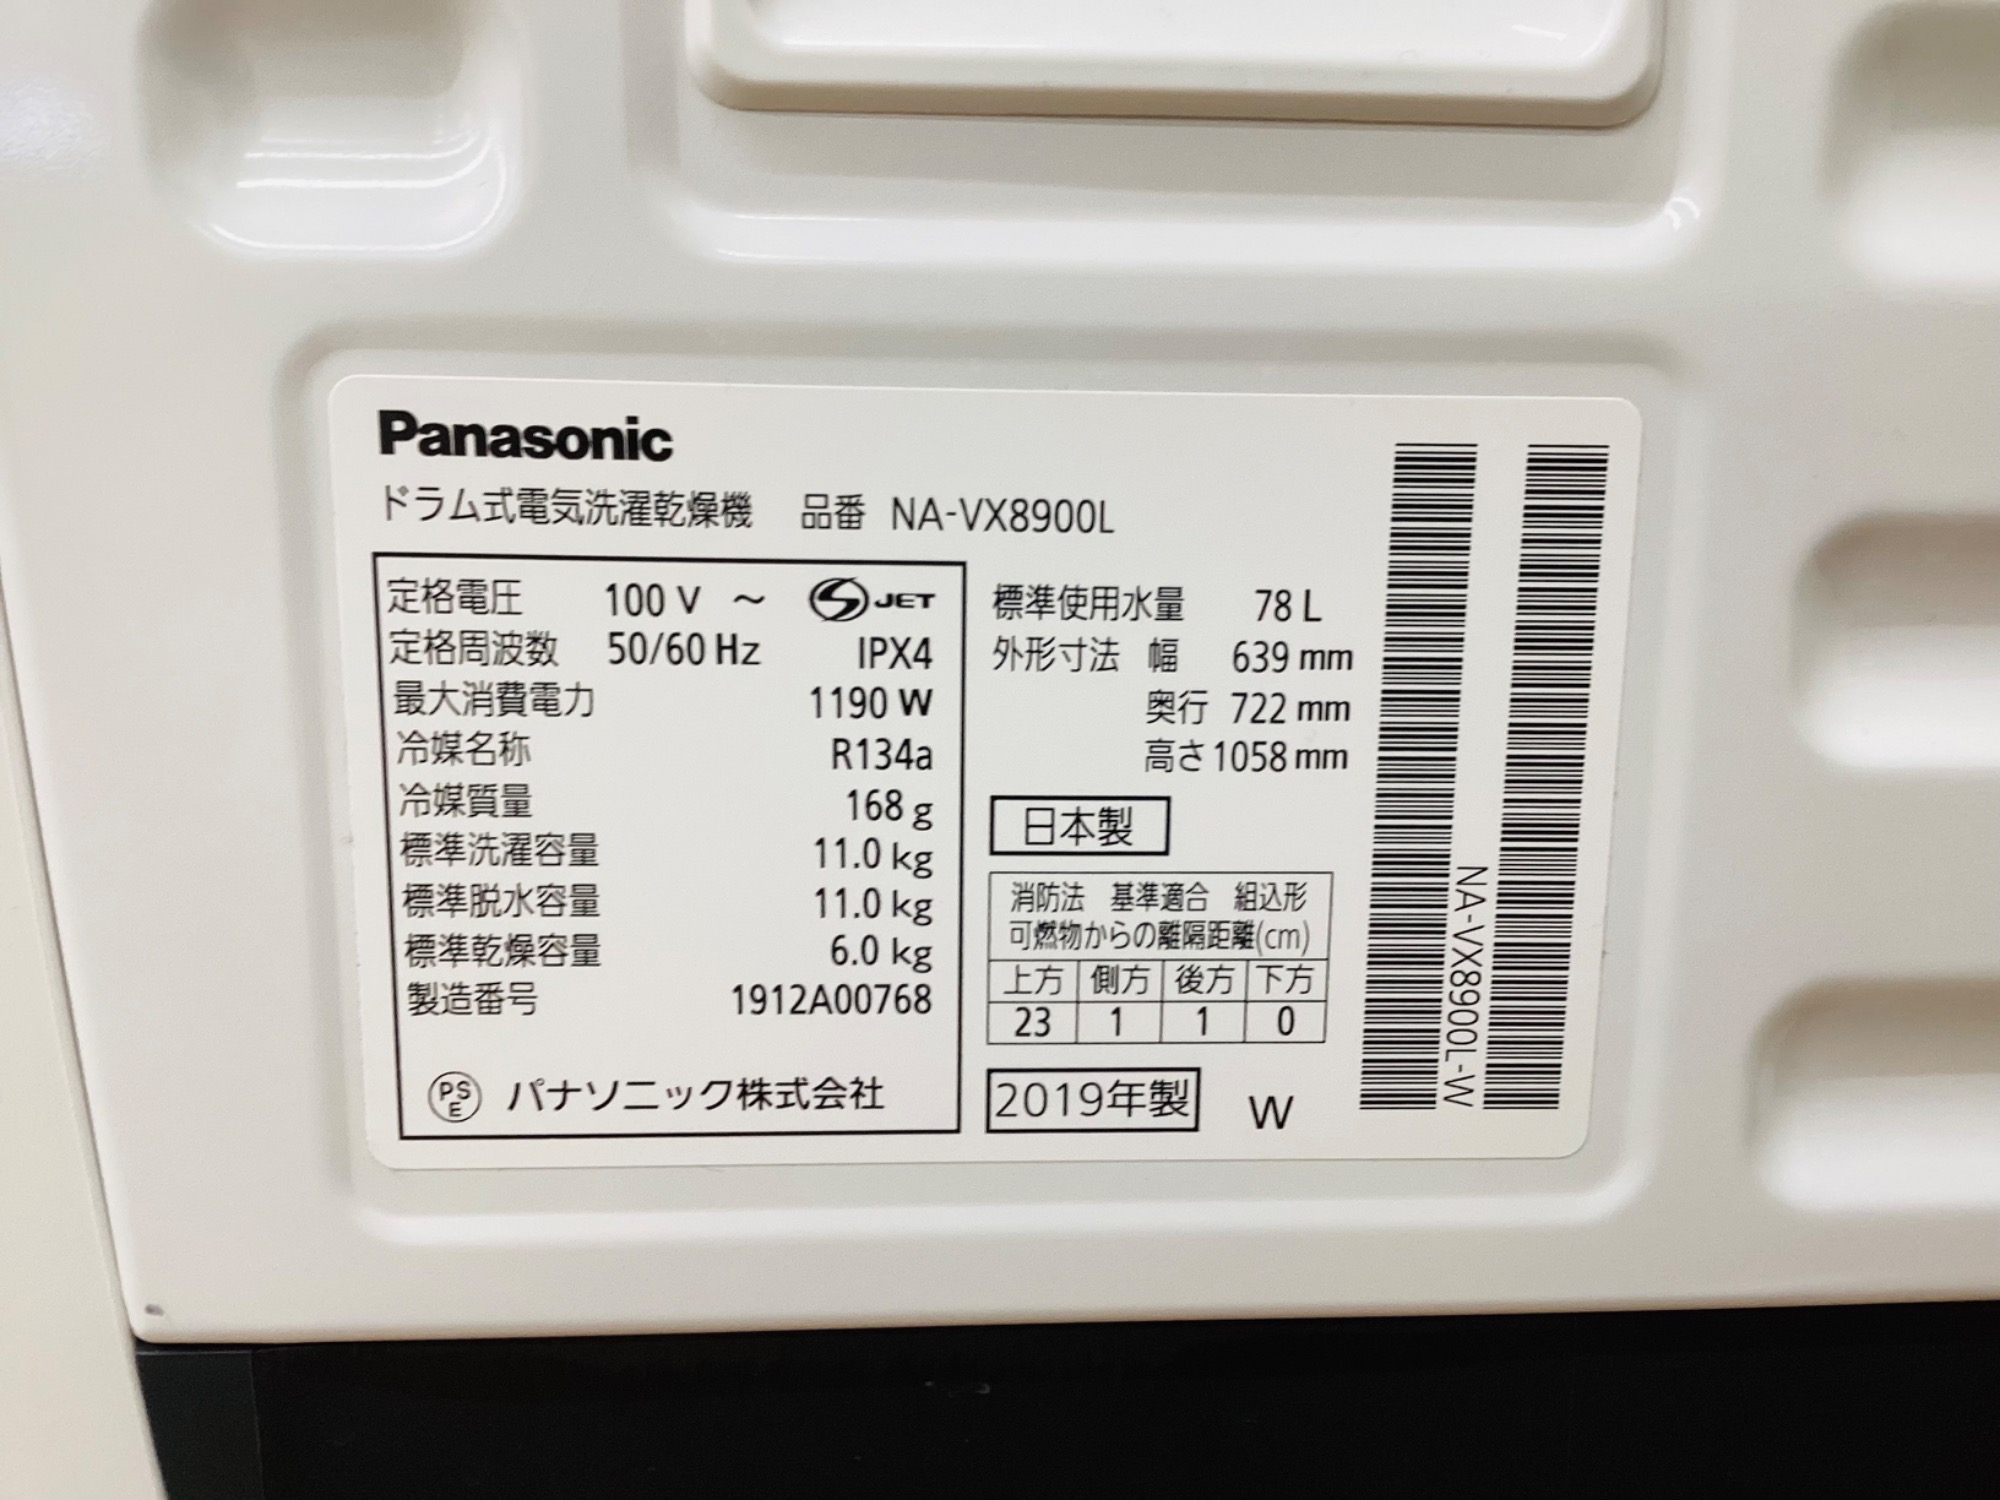 Panasonic
ドラム式電気洗濯乾燥機 品番 NA-VX8900L
定格電圧 100 V ～ S JET
定格周波数 50/60 Hz IPX4
最大消費電力 1190 W
冷媒名称 R134a
冷媒質量 168 g
標準洗濯容量 11.0 kg
標準脱水容量 11.0 kg
標準乾燥容量 6.0 kg
製造番号 1912A00768
PS E パナソニック株式会社
標準使用水量 78 L
外形寸法 幅 639 mm
奥行 722 mm
高さ 1058 mm
日本製
消防法 基準適合 組込形
可燃物からの離隔距離(cm)
上方 側方 後方 下方
23 1 1 0
2019年製 W
NA-VX8900L-W